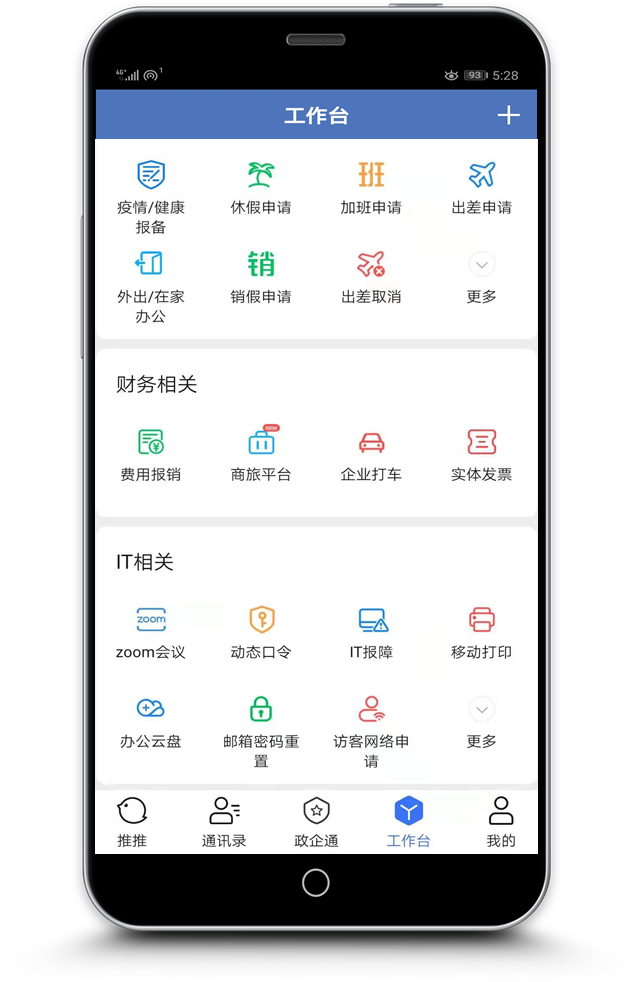 4G+
1
93 5:28
工作台
班
疫情/健康
报备
休假申请
加班申请
出差申请
销
外出/在家
办公
销假申请
出差取消
更多
财务相关
¥
NEW
费用报销
商旅平台
企业打车
实体发票
IT相关
zoom
zoom会议
动态口令
IT报障
移动打印
办公云盘
邮箱密码重
置
访客网络申
请
更多
推推
通讯录
政企通
工作台
我的